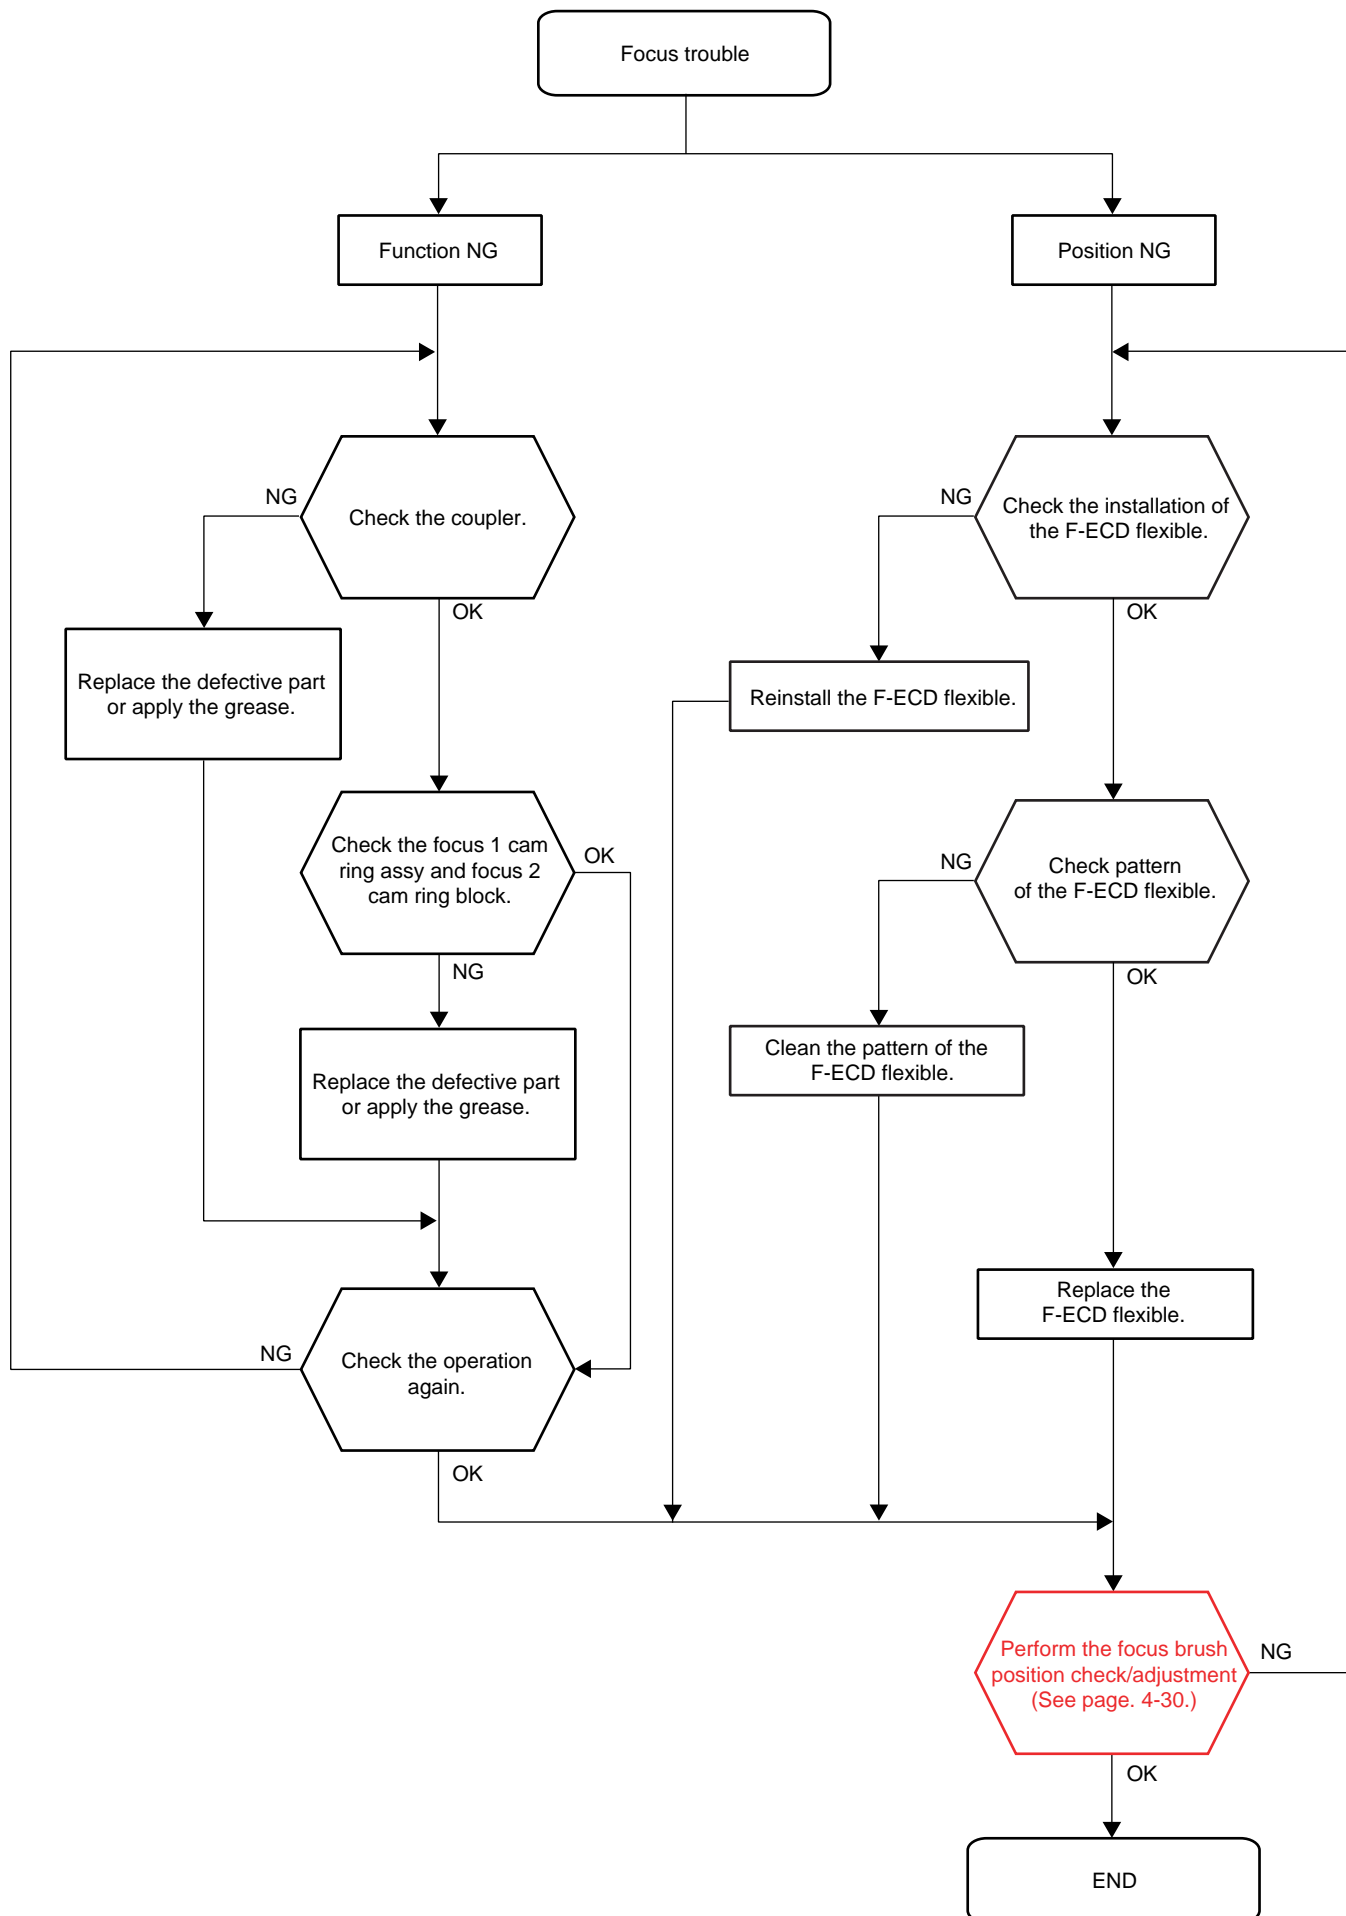 Focus trouble
Function NG
Position NG
NG
Check the coupler.
OK
Replace the defective part
or apply the grease.
Check the focus 1 cam
ring assy and focus 2
cam ring block.
OK
NG
Replace the defective part
or apply the grease.
NG
Check the operation
again.
OK
NG
Check the installation of
the F-ECD flexible.
OK
Reinstall the F-ECD flexible.
NG
Check pattern
of the F-ECD flexible.
OK
Clean the pattern of the
F-ECD flexible.
Replace the
F-ECD flexible.
Perform the focus brush
position check/adjustment
(See page. 4-30.)
NG
OK
END